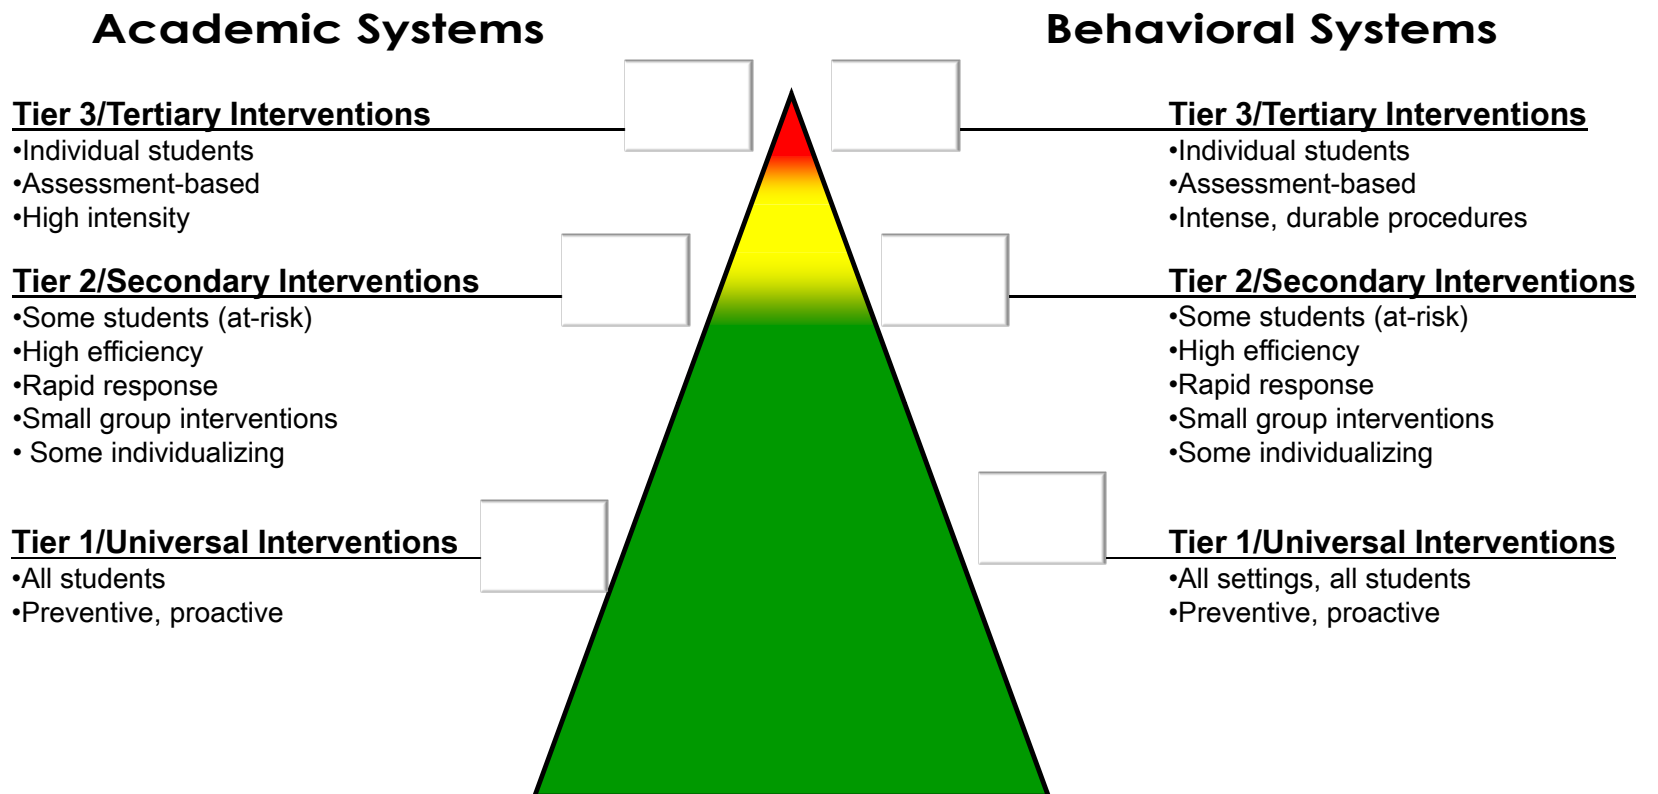 Academic Systems
Tier 3/Tertiary Interventions
•Individual students
•Assessment-based
•High intensity
Tier 2/Secondary Interventions
•Some students (at-risk)
•High efficiency
•Rapid response
•Small group interventions
• Some individualizing
Tier 1/Universal Interventions
•All students
•Preventive, proactive
Behavioral Systems
Tier 3/Tertiary Interventions
•Individual students
•Assessment-based
•Intense, durable procedures
Tier 2/Secondary Interventions
•Some students (at-risk)
•High efficiency
•Rapid response
•Small group interventions
•Some individualizing
Tier 1/Universal Interventions
•All settings, all students
•Preventive, proactive